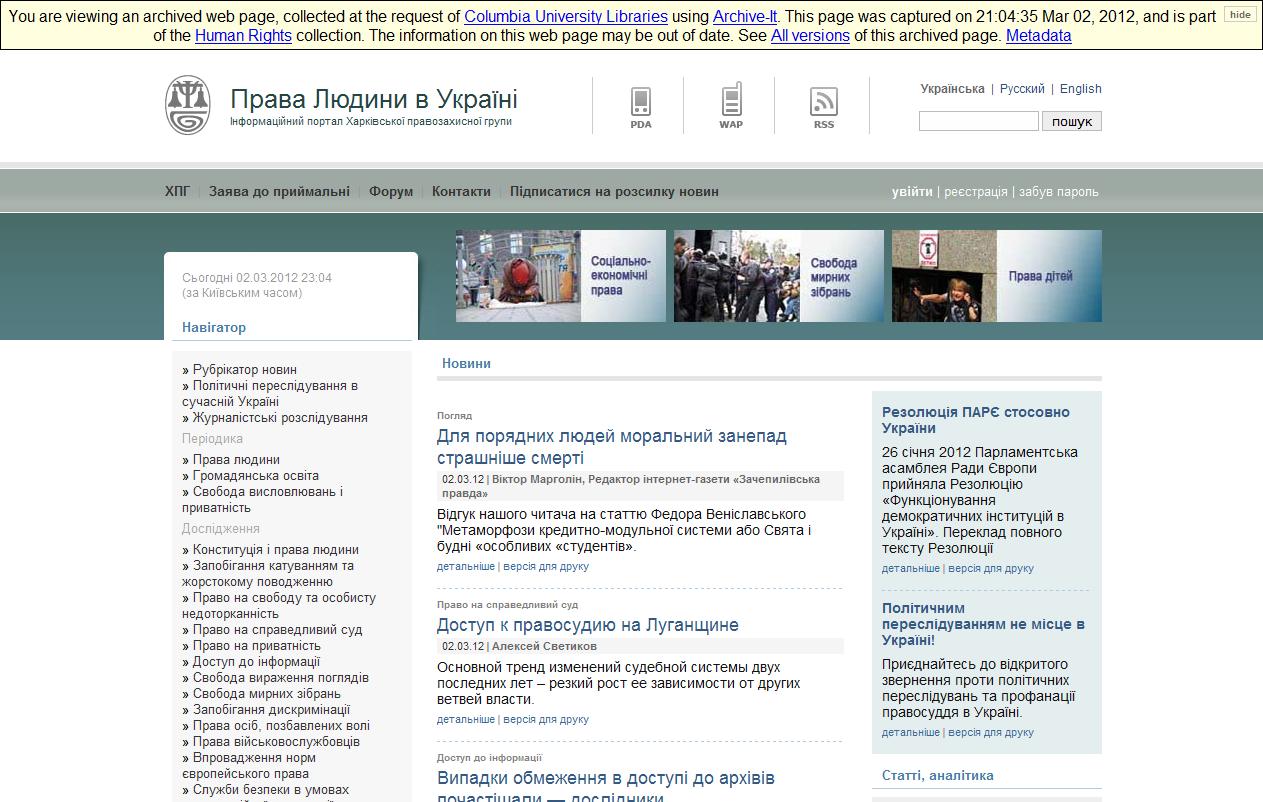 You are viewing an archived web page, collected at the request of Columbia University Libraries using Archive-It. This page was captured on 21:04:35 Mar 02, 2012, and is part
of the Human Rights collection. The information on this web page may be out of date. See All versions of this archived page. Metadata
hide
Права Людини в Україні
Інформаційний портал Харківської правозахисної групи
PDA
WAP
RSS
Українська | Русский | English
пошук
ХПГ | Заява до приймальні | Форум | Контакти | Підписатися на розсилку новин
увійти | реєстрація | забув пароль
Соціально-
економічні
права
Свобода
мирних
зібрань
Права дітей
Сьогодні 02.03.2012 23:04
(за Київським часом)
Навігатор
» Рубрікатор новин
» Політичні переслідування в
сучасній Україні
» Журналістські розслідування
Періодика
» Права людини
» Громадянська освіта
» Свобода висловлювань і
приватність
Дослідження
» Конституція і права людини
» Запобігання катуванням та
жорстокому поводженню
» Право на свободу та особисту
недоторканність
» Право на справедливий суд
» Право на приватність
» Доступ до інформації
» Свобода вираження поглядів
» Свобода мирних зібрань
» Запобігання дискримінації
» Права осіб, позбавлених волі
» Права військовослужбовців
» Впровадження норм
європейського права
» Служби безпеки в умовах
Новини
Погляд
Для порядних людей моральний занепад
страшніше смерті
02.03.12 | Віктор Марголін, Редактор інтернет-газети «Зачепилівська
правда»
Відгук нашого читача на статтю Федора Веніславського
"Метаморфози кредитно-модульної системи або Свята і
будні «особливих «студентів».
детальніше | версія для друку
Право на справедливий суд
Доступ к правосудию на Луганщине
02.03.12 | Алексей Светиков
Основной тренд изменений судебной системы двух
последних лет – резкий рост ее зависимости от других
ветвей власти.
детальніше | версія для друку
Доступ до інформації
Випадки обмеження в доступі до архівів
почастішали — дослідники
Резолюція ПАРЄ стосовно
України
26 січня 2012 Парламентська
асамблея Ради Європи
прийняла Резолюцію
«Функціонування
демократичних інституцій в
Україні». Переклад повного
тексту Резолюції
детальніше | версія для друку
Політичним
переслідуванням не місце в
Україні!
Приєднайтесь до відкритого
звернення проти політичних
переслідувань та профанації
правосуддя в Україні.
детальніше | версія для друку
Статті, аналітика